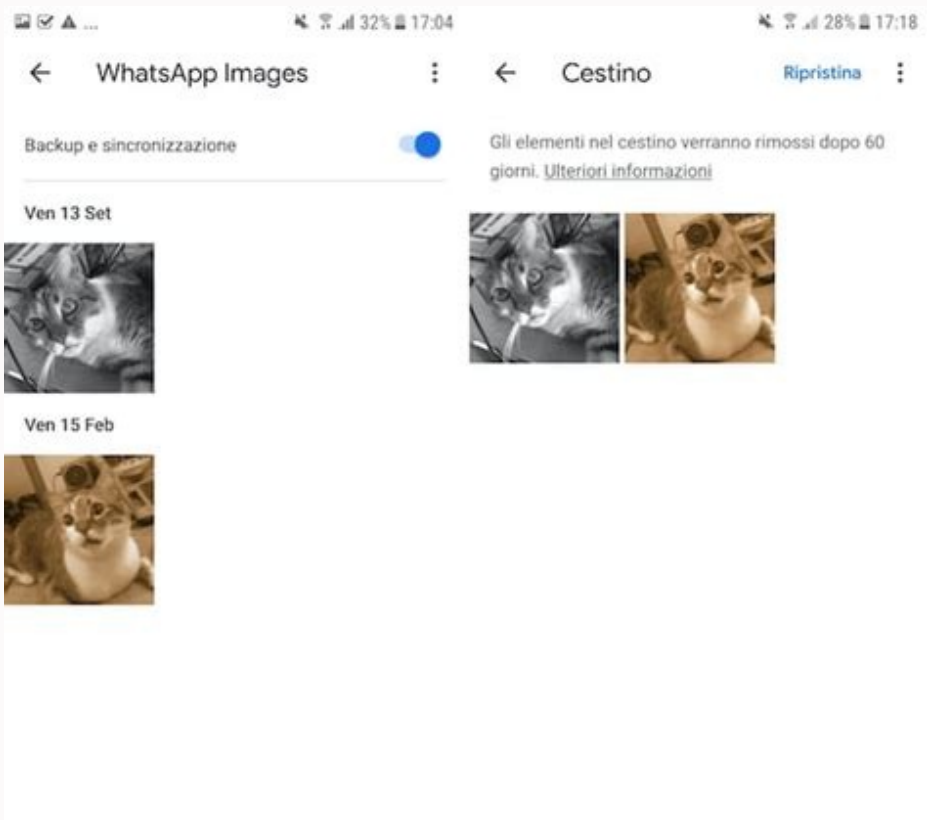 ... 32% 17:04
WhatsApp Images
Backup e sincronizzazione
Ven 13 Set
Ven 15 Feb
28% 17:18
Cestino Ripristina
Gli elementi nel cestino verranno rimossi dopo 60
giorni. Ulteriori informazioni